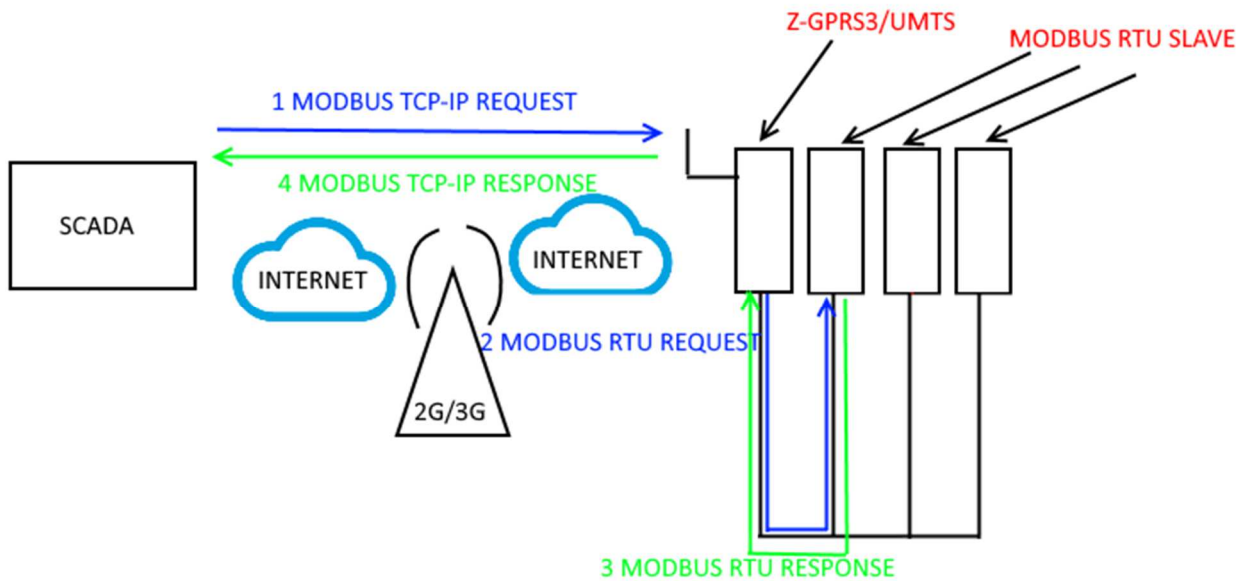 Z-GPRS3/UMTS
MODBUS RTU SLAVE
1 MODBUS TCP-IP REQUEST
4 MODBUS TCP-IP RESPONSE
SCADA
INTERNET
INTERNET
2 MODBUS RTU REQUEST
2G/3G
3 MODBUS RTU RESPONSE